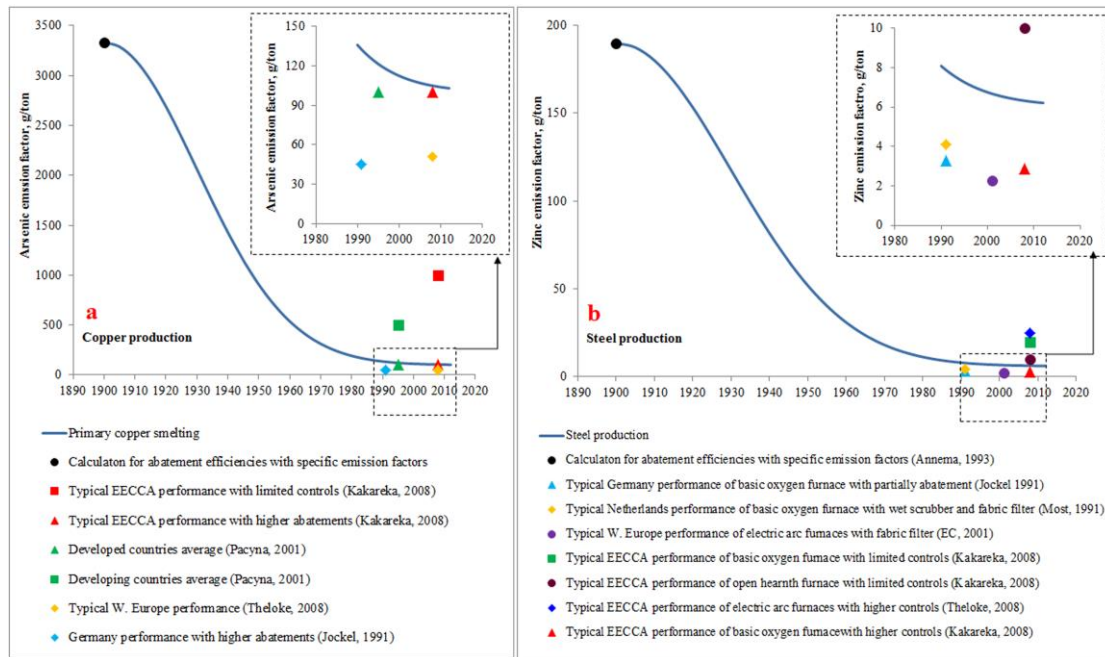 3500
3000
2500
2000
1500
1000
500
0
Arsenic emission factor, g/ton
1890 1900 1910 1920 1930 1940 1950 1960 1970 1980 1990 2000 2010 2020
a
Copper production
150
120
90
60
30
0
Arsenic emission factor, g/ton
1980 1990 2000 2010 2020
Primary copper smelting
Calculaton for abatement efficiencies with specific emission factors
Typical EECCA performance with limited controls (Kakareka, 2008)
Typical EECCA performance with higher abatements (Kakareka, 2008)
Developed countries average (Pacyna, 2001)
Developing countries average (Pacyna, 2001)
Typical W. Europe performance (Theloke, 2008)
Germany performance with higher abatements (Jockel, 1991)
200
150
100
50
0
Zinc emission factor, g/ton
1890 1900 1910 1920 1930 1940 1950 1960 1970 1980 1990 2000 2010 2020
b
Steel production
10
8
6
4
2
0
Zinc emission factro, g/ton
1980 1990 2000 2010 2020
Steel production
Calculaton for abatement efficiencies with specific emission factors (Annema, 1993)
Typical Germany performance of basic oxygen furnace with partially abatement (Jockel 1991)
Typical Netherlands performance of basic oxygen furnace with wet scrubber and fabric filter (Most, 1991)
Typical W. Europe performance of electric arc furnaces with fabric filter (EC, 2001)
Typical EECCA performance of basic oxygen furnace with limited controls (Kakareka, 2008)
Typical EECCA performance of open hearnth furnace with limited controls (Kakareka, 2008)
Typical EECCA performance of electric arc furnaces with higher controls (Theloke, 2008)
Typical EECCA performance of basic oxygen furnacewith higher controls (Kakareka, 2008)